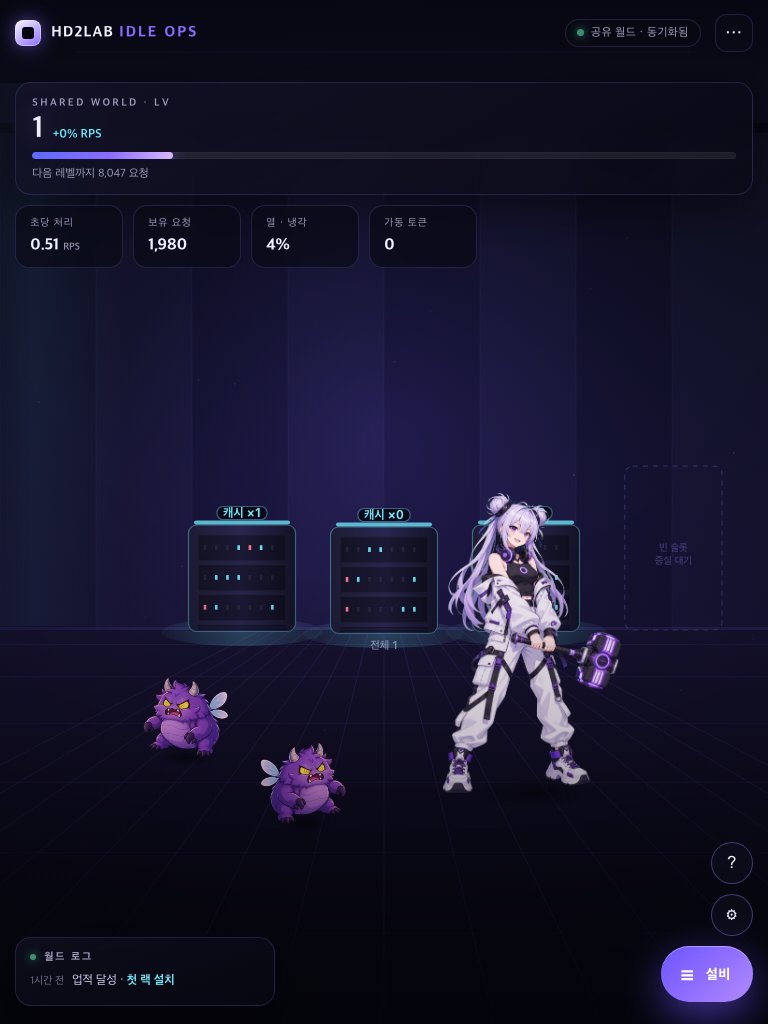 HD2LAB IDLE OPS
공유 월드 · 동기화됨
SHARED WORLD · LV
1 +0% RPS
다음 레벨까지 8,047 요청
초당 처리
0.51 RPS
보유 요청
1,980
열 · 냉각
4%
가동 토큰
0
캐시 ×1
캐시 ×0
전체 1
빈 슬롯
증설 대기
?
월드 로그
1시간 전 업적 달성 · 첫 랙 설치
설비